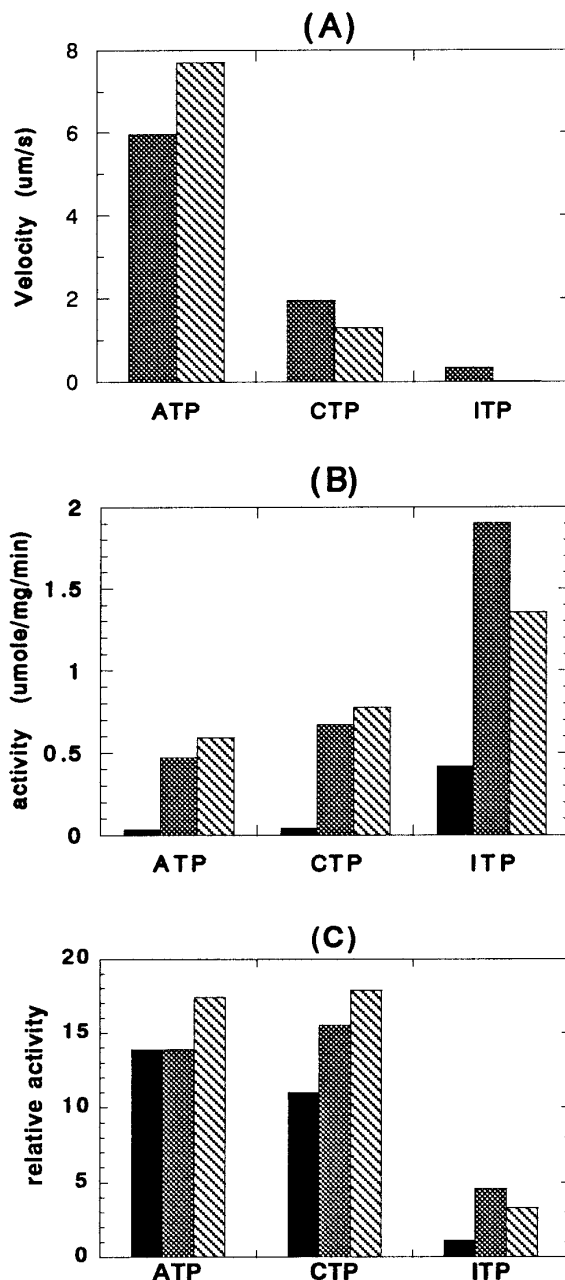 (A)
8
6
4
2
0
Velocity (um/s)
ATP CTP ITP
(B)
2
1.5
1
0.5
0
activity (umole/mg/min)
ATP CTP ITP
(C)
20
15
10
5
0
relative activity
ATP CTP ITP